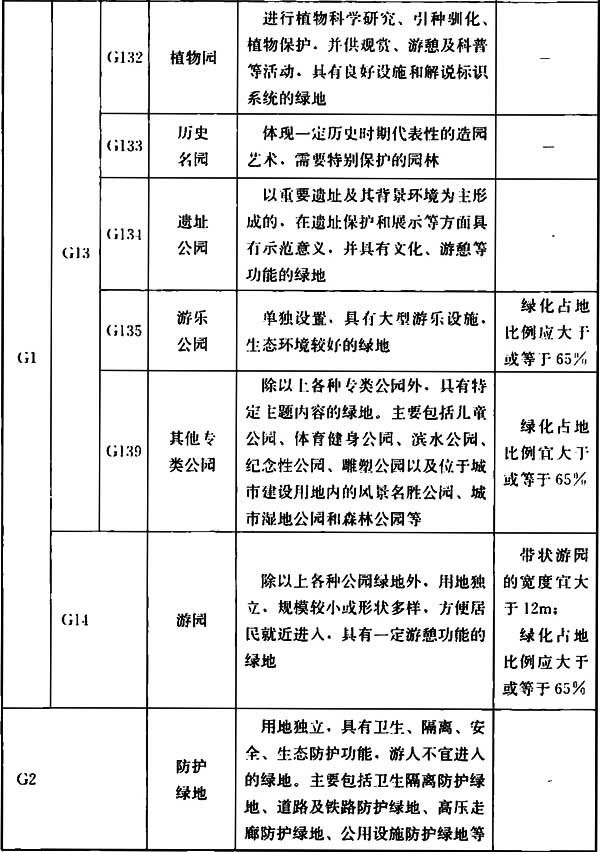 G1
G13
G132
植物园
进行植物科学研究、引种驯化、
植物保护，并供观赏、游憩及科普
等活动，具有良好设施和解说标识
系统的绿地
—
G133
历史
名园
体现一定历史时期代表性的造园
艺术，需要特别保护的园林
—
G134
遗址
公园
以重要遗址及其背景环境为主形
成的，在遗址保护和展示等方面具
有示范意义，并具有文化、游憩等
功能的绿地
-
G135
游乐
公园
单独设置，具有大型游乐设施，
生态环境较好的绿地
绿化占地
比例应大于
或等于65%
G139
其他专
类公园
除以上各种专类公园外，具有特
定主题内容的绿地。主要包括儿童
公园、体育健身公园、滨水公园、
纪念性公园、雕塑公园以及位于城
市建设用地内的风景名胜公园、城
市湿地公园和森林公园等
绿化占地
比例宜大于
或等于65%
G14
游园
除以上各种公园绿地外，用地独
立，规模较小或形状多样，方便居
民就近进入，具有一定游憩功能的
绿地
带状游园
的宽度宜大
于12m；
绿化占地
比例应大于
或等于65%
G2
防护
绿地
用地独立，具有卫生、隔离、安
全、生态防护功能，游人不宜进入
的绿地。主要包括卫生隔离防护绿
地、道路及铁路防护绿地、高压走
廊防护绿地、公用设施防护绿地等
-